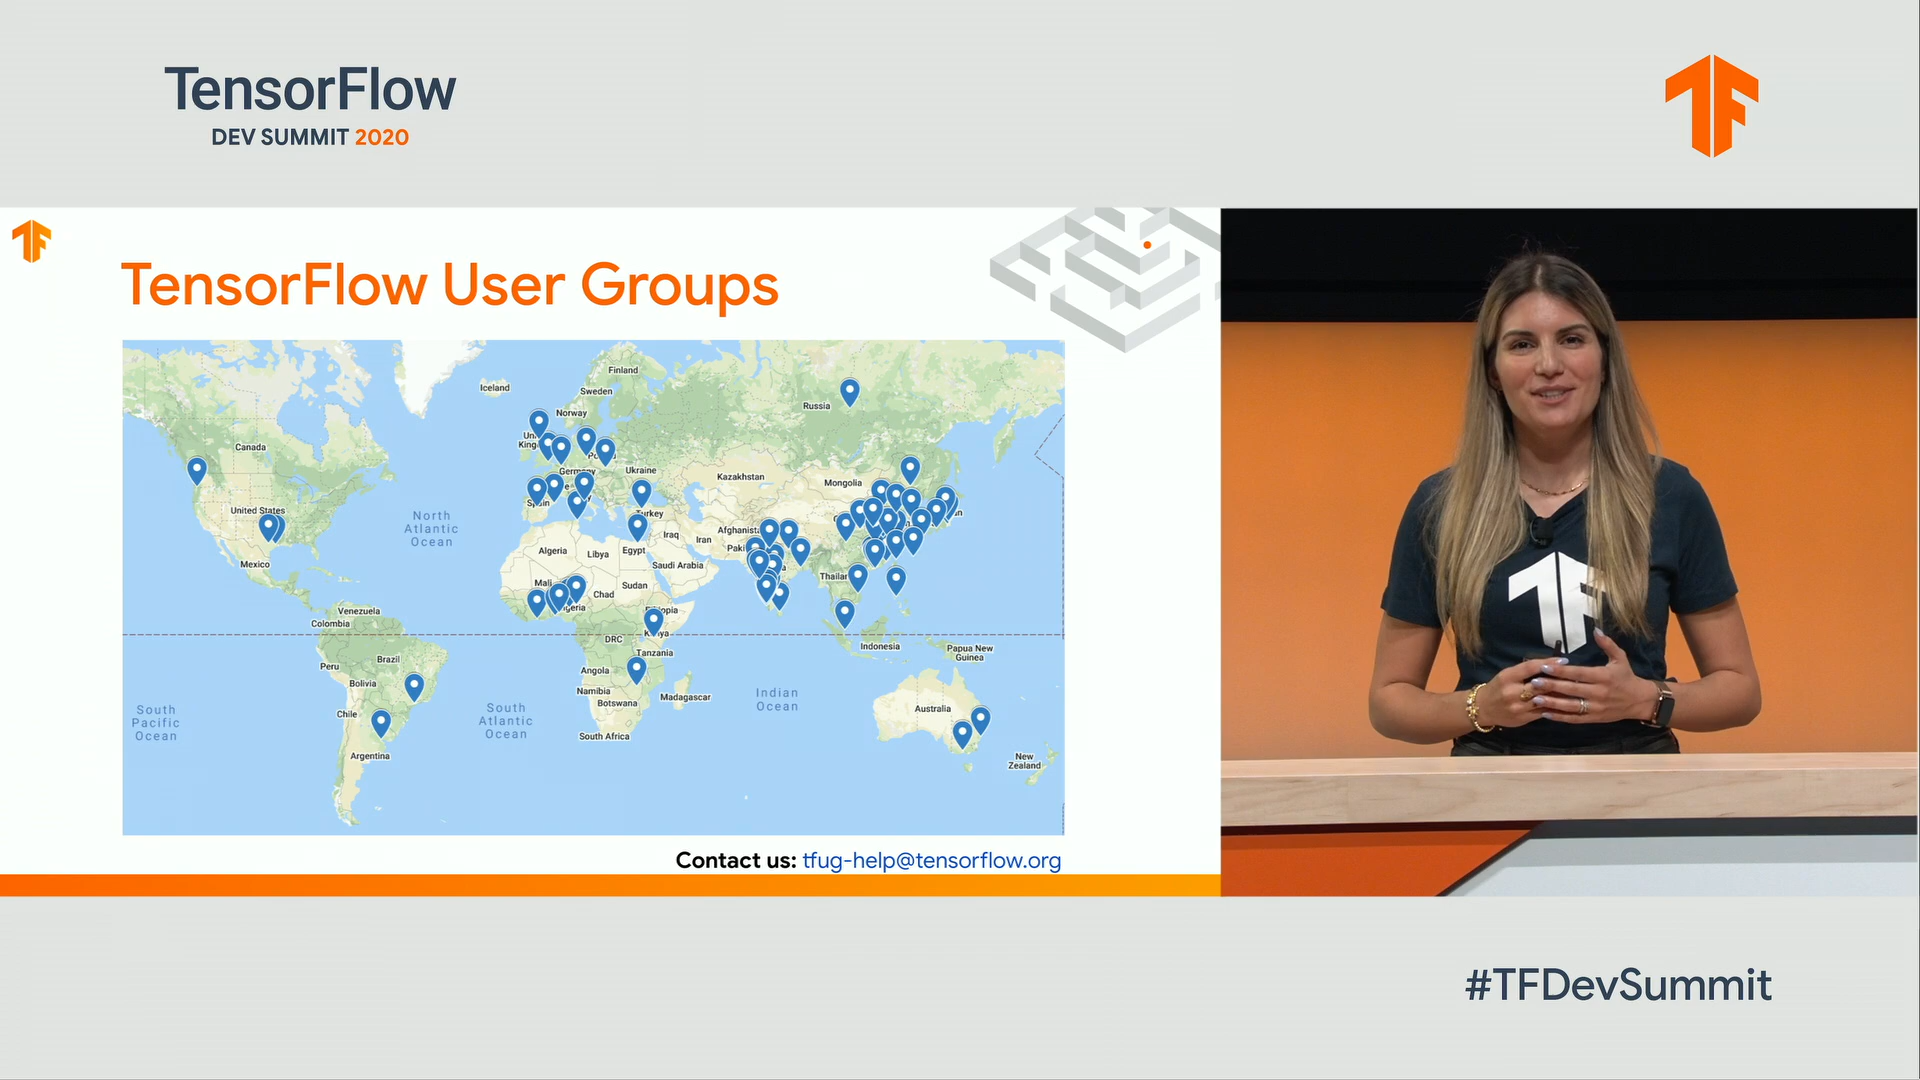 TensorFlow
DEV SUMMIT 2020
TensorFlow User Groups
Iceland
Finland
Sweden
Norway
Russia
Canada
Ukraine
Kazakhstan
Mongolia
United States
North
Atlantic
Ocean
Turkey
Afghanist
Iraq
Iran
Algeria
Libya
Egypt
Mexico
Saudi Arabia
Mali
Chad
Sudan
Thailan
Venezuela
Colombia
DRC
Indonesia
Papua New
Guinea
Tanzania
Peru
Brazil
Bolivia
Angola
Namibia
Botswana
Madagascar
Indian
Ocean
South
Pacific
Ocean
Chile
South
Atlantic
Ocean
Australia
South Africa
Argentina
New
Zealand
Contact us: tfug-help@tensorflow.org
#TFDevSummit